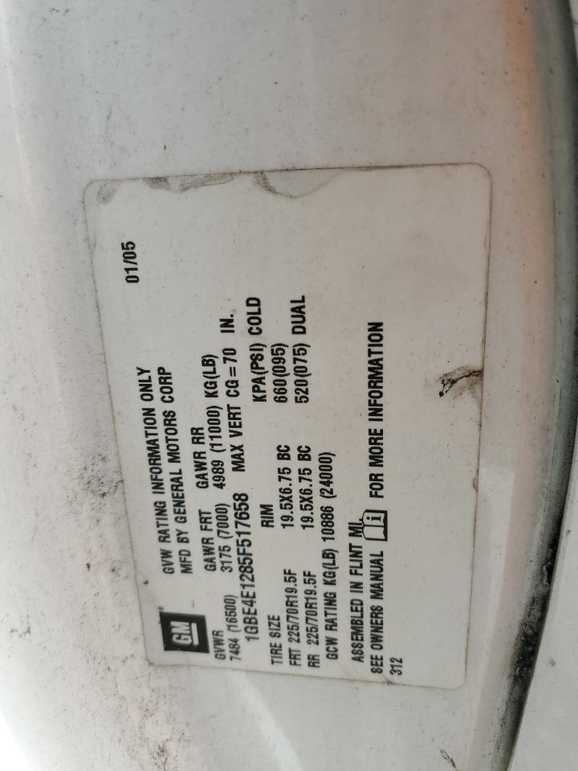 GM
GVW RATING INFORMATION ONLY
MFD BY GENERAL MOTORS CORP 01/05
GVWR GAWR FRT GAWR RR
7484 (16500) 3175 (7000) 4989 (11000) KG(LB)
1GBE4E1285F517658 MAX VERT CG = 70 IN.
TIRE SIZE RIM KPA(PSI) COLD
FRT 225/70R19.5F 19.5X6.75 BC 660(095)
RR 225/70R19.5F 19.5X6.75 BC 520(075) DUAL
GCW RATING KG(LB) 10886 (24000)
ASSEMBLED IN FLINT MI.
SEE OWNERS MANUAL i FOR MORE INFORMATION
312